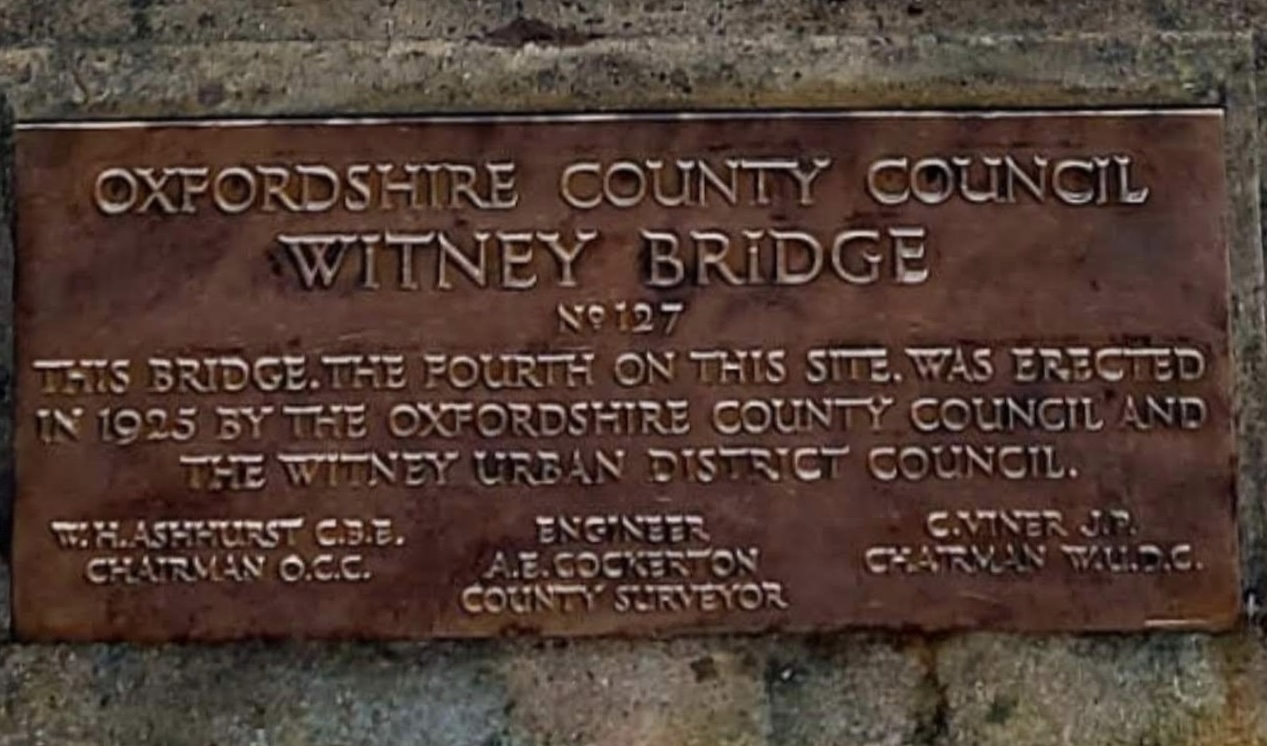 OXFORDSHIRE COUNTY COUNCIL
WITNEY BRIDGE
Nº 127
THIS BRIDGE. THE FOURTH ON THIS SITE. WAS ERECTED
IN 1925 BY THE OXFORDSHIRE COUNTY COUNCIL AND
THE WITNEY URBAN DISTRICT COUNCIL.
W.H. ASHHURST C.B.E.
CHAIRMAN O.C.C.
ENGINEER
A.E. COCKERTON
COUNTY SURVEYOR
C. VINER J.P.
CHAIRMAN W.U.D.C.